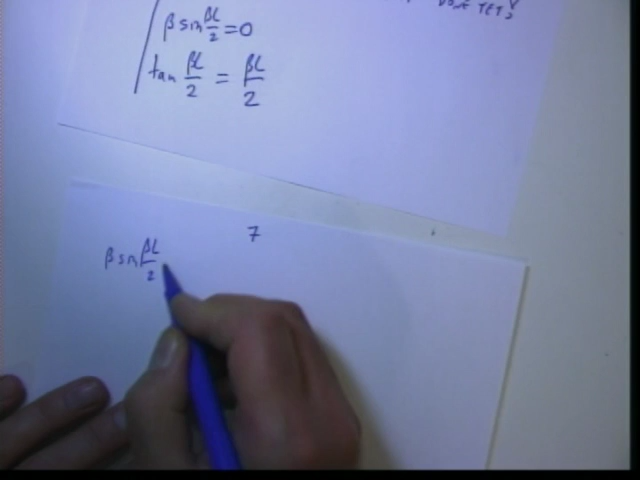 β sin βL/2 = 0
tan βL/2 = βL/2
7
β sin βL/2